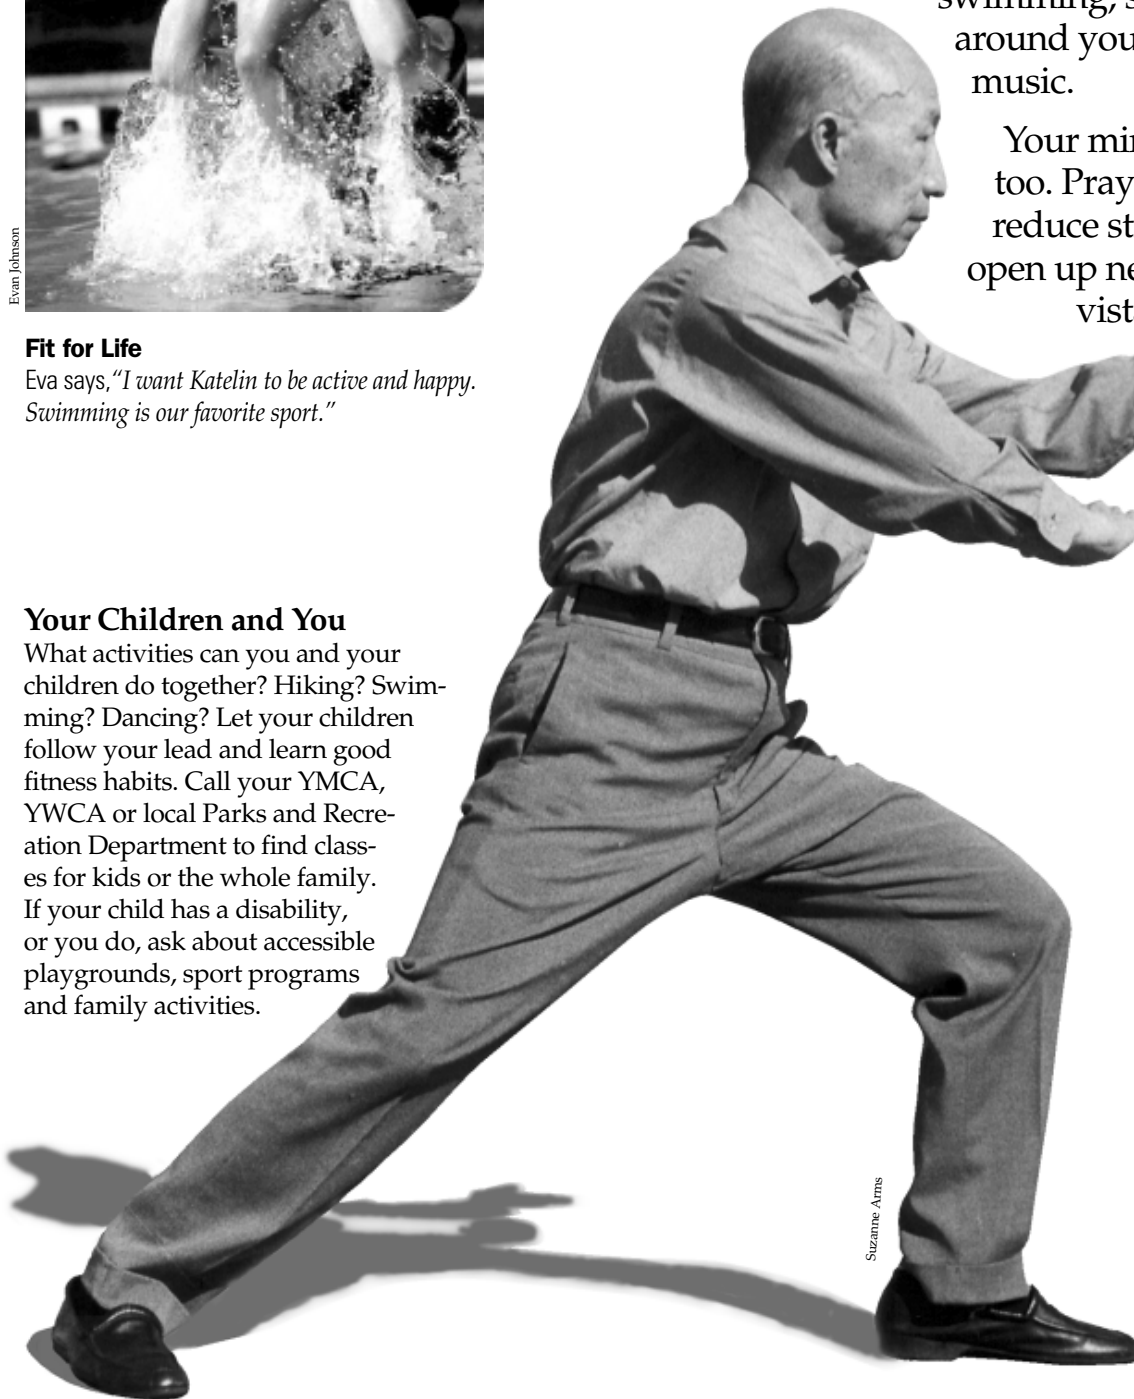 Evan Johnson
Fit for Life
Eva says, “I want Katelin to be active and happy.
Swimming is our favorite sport.”
Your Children and You
What activities can you and your
children do together? Hiking? Swim-
ming? Dancing? Let your children
follow your lead and learn good
fitness habits. Call your YMCA,
YWCA or local Parks and Recre-
ation Department to find class-
es for kids or the whole family.
If your child has a disability,
or you do, ask about accessible
playgrounds, sport programs
and family activities.
swimming,
around you
music.
Your
too. Pray
reduce
open up
Suzanne Arms